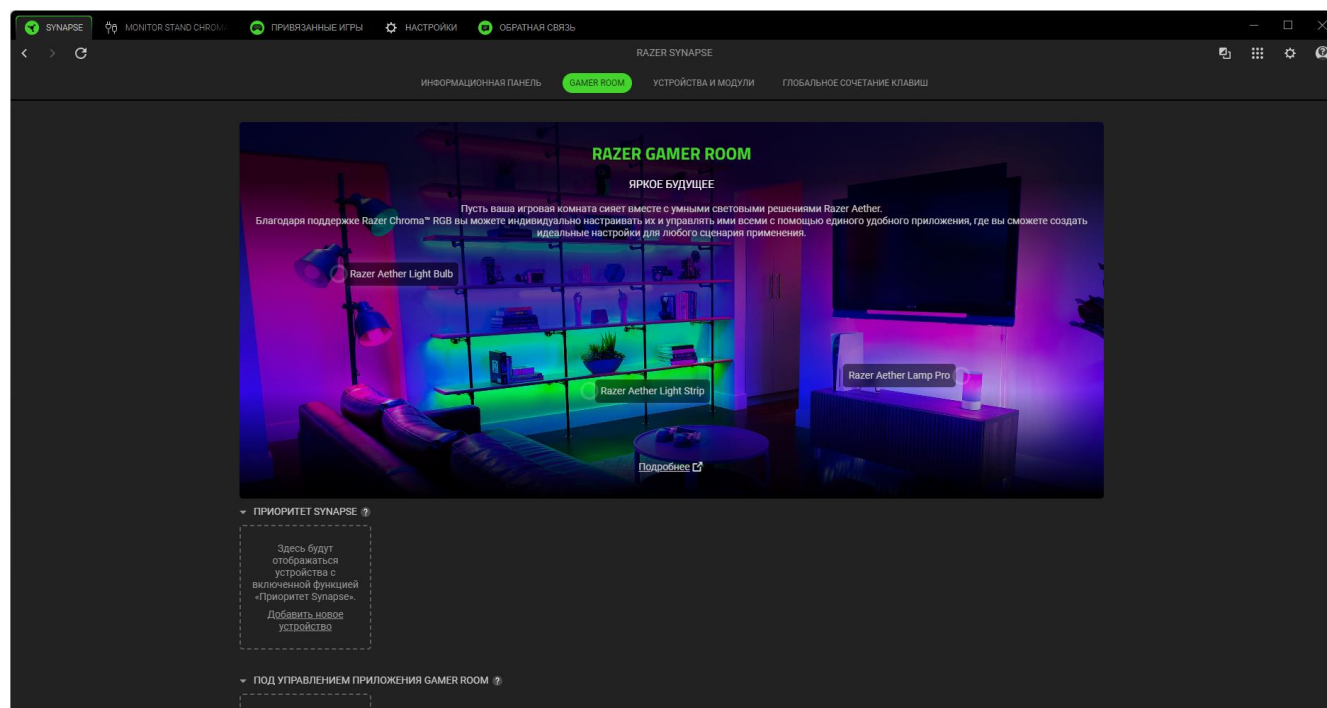 SYNAPSE
MONITOR STAND CHROMA
ПРИВЯЗАННЫЕ ИГРЫ
НАСТРОЙКИ
ОБРАТНАЯ СВЯЗЬ
RAZER SYNAPSE
ИНФОРМАЦИОННАЯ ПАНЕЛЬ
GAMER ROOM
УСТРОЙСТВА И МОДУЛИ
ГЛОБАЛЬНОЕ СОЧЕТАНИЕ КЛАВИШ
RAZER GAMER ROOM
ЯРКОЕ БУДУЩЕЕ
Пусть ваша игровая комната сияет вместе с умными световыми решениями Razer Aether.
Благодаря поддержке Razer Chroma™ RGB вы можете индивидуально настраивать их и управлять ими всеми с помощью единого удобного приложения, где вы сможете создать
идеальные настройки для любого сценария применения.
Razer Aether Light Bulb
Razer Aether Lamp Pro
Razer Aether Light Strip
Подробнее
ПРИОРИТЕТ SYNAPSE ?
Здесь будут
отображаться
устройства с
включенной функцией
«Приоритет Synapse».
Добавить новое
устройство
ПОД УПРАВЛЕНИЕМ ПРИЛОЖЕНИЯ GAMER ROOM ?